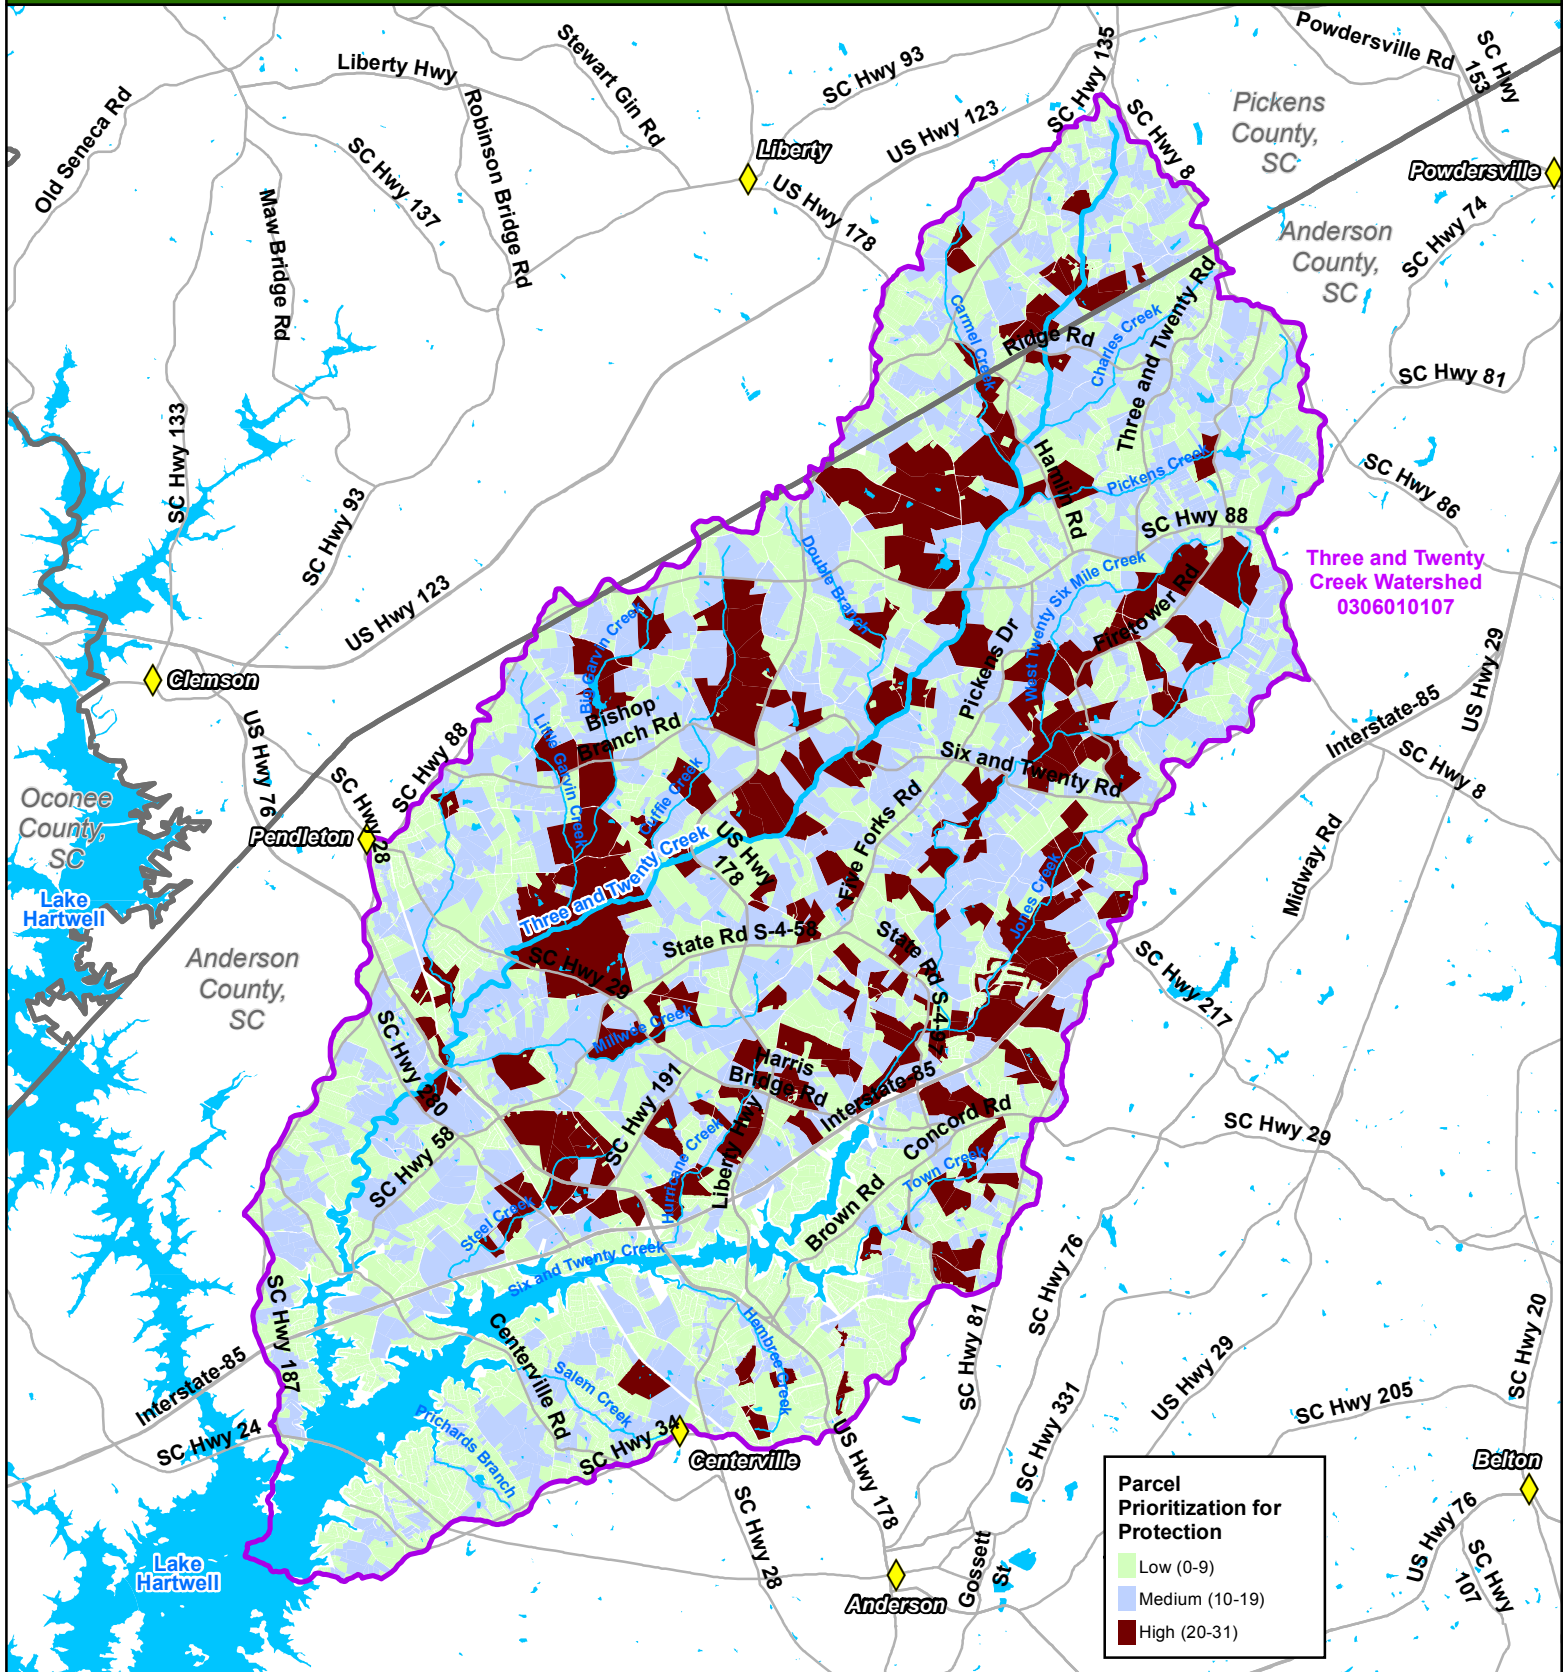 Powdersville Rd
SC Hwy
153
SC Hwy 135
Stewart Gin Rd
Liberty Hwy
SC Hwy 93
Old Seneca Rd
Robinson Bridge Rd
US Hwy 123
SC Hwy 8
Pickens
County,
SC
SC Hwy 137
Liberty
Powdersville
Maw Bridge Rd
US Hwy 178
SC Hwy 74
Anderson
County,
SC
Three and Twenty Rd
Carmel Creek
Charles Creek
Ridge Rd
SC Hwy 81
SC Hwy 133
SC Hwy 93
Hamlin Rd
Pickens Creek
SC Hwy 86
SC Hwy 88
Double Branch
West Twenty Six Mile Creek
Three and Twenty
Creek Watershed
0306010107
US Hwy 123
Firetower Rd
Big Garvin Creek
Pickens Dr
US Hwy 29
Clemson
Bishop
Branch Rd
US Hwy 76
SC Hwy 88
Little Garvin Creek
Interstate-85
Six and Twenty Rd
SC Hwy 8
SC Hwy 28
Cuffie Creek
Oconee
County,
SC
Pendleton
Three and Twenty Creek
US Hwy
178
Five Forks Rd
Midway Rd
Jones Creek
Lake
Hartwell
State Rd S-4-58
State Rd S-4-97
SC Hwy 29
Anderson
County,
SC
SC Hwy 217
Millwee Creek
SC Hwy 280
Harris
Bridge Rd
Interstate-85
SC Hwy 191
Concord Rd
SC Hwy 29
SC Hwy 58
Hurricane Creek
Liberty Hwy
Town Creek
Brown Rd
Steel Creek
Six and Twenty Creek
SC Hwy 76
SC Hwy 187
Hembree Creek
Centerville Rd
SC Hwy 81
SC Hwy 20
Interstate-85
Salem Creek
US Hwy 29
SC Hwy 205
SC Hwy 331
Prichards Branch
SC Hwy 24
SC Hwy 34
Centerville
US Hwy 178
Belton
SC Hwy 28
US Hwy 76
SC Hwy
107
Gossett
St
Lake
Hartwell
Anderson
Parcel
Prioritization for
Protection
Low (0-9)
Medium (10-19)
High (20-31)